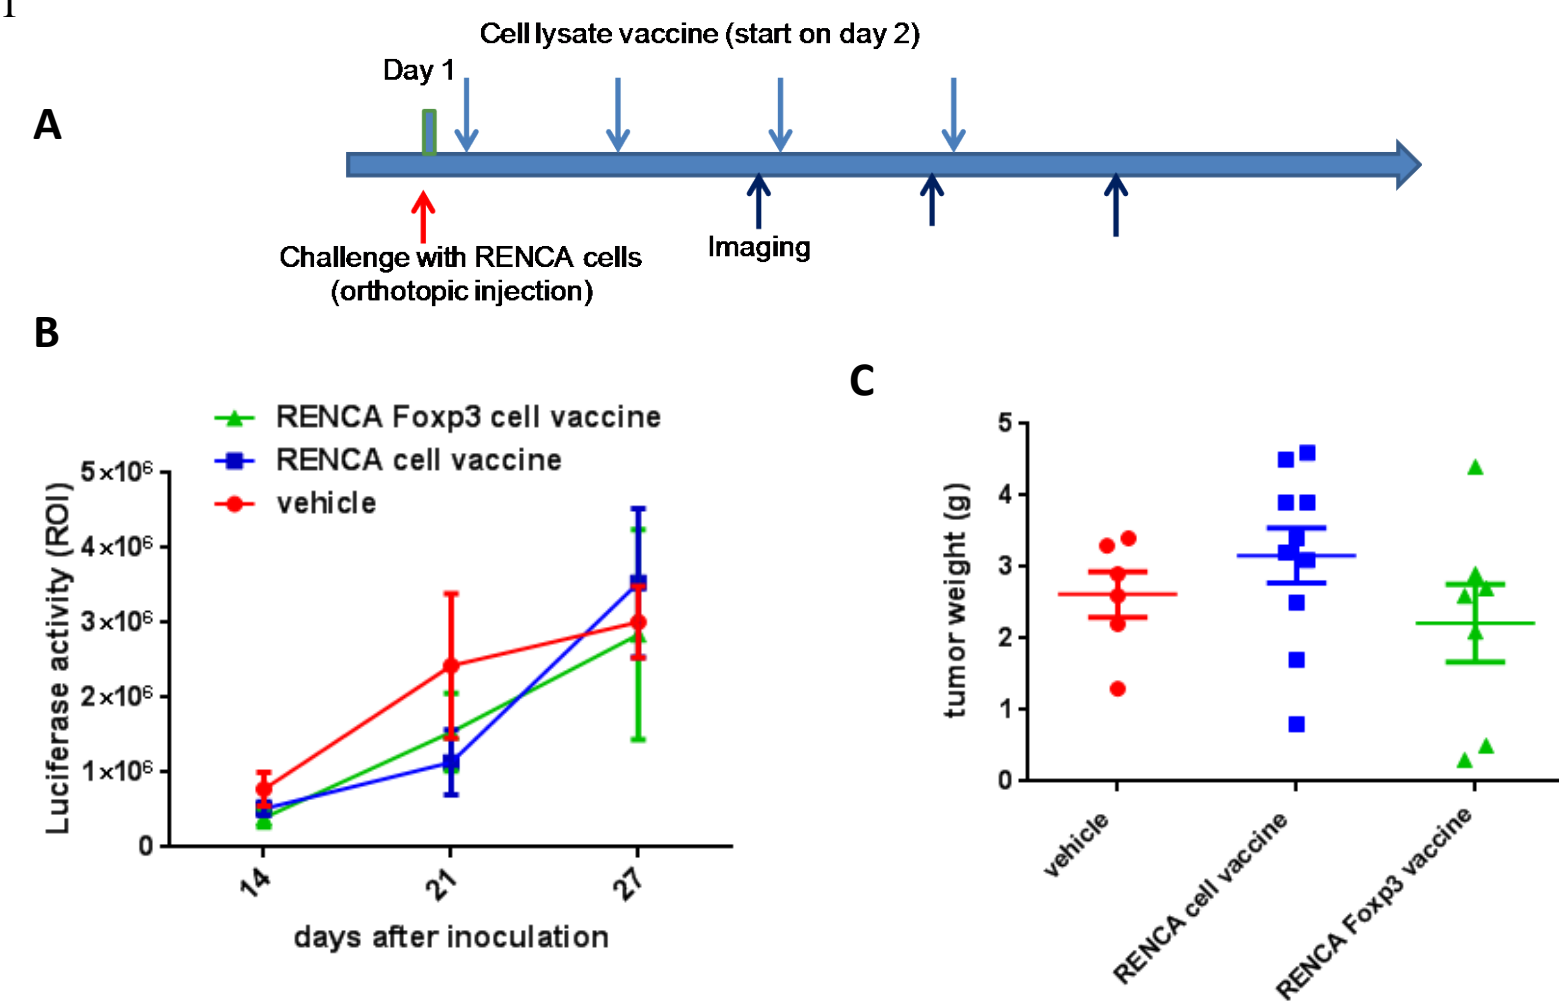 1
Cell lysate vaccine (start on day 2)
Day 1
A
Challenge with RENCA cells
(orthotopic injection)
Imaging
B
RENCA Foxp3 cell vaccine
RENCA cell vaccine
vehicle
Luciferase activity (ROI)
5×10⁶
4×10⁶
3×10⁶
2×10⁶
1×10⁶
0
14
21
27
days after inoculation
C
tumor weight (g)
5
4
3
2
1
0
vehicle
RENCA cell vaccine
RENCA Foxp3 vaccine